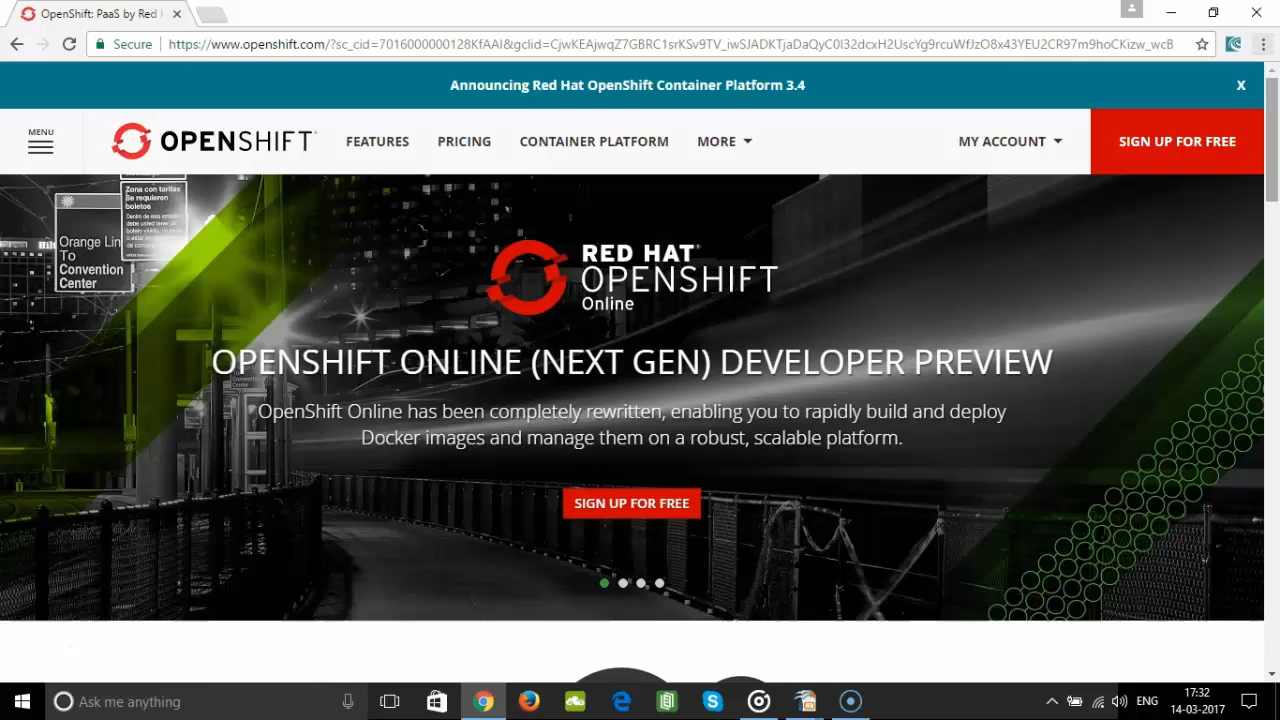 OpenShift: PaaS by Red H
Secure
https://www.openshift.com/?sc_cid=7016000000128KfAAI&gclid=
Announcing Red Hat OpenShift Container Platform 3.4
X
MENU
OPENSHIFT
FEATURES
PRICING
CONTAINER PLATFORM
MORE
MY ACCOUNT
SIGN UP FOR FREE
Zona con tarifas
Se requieren
boletos
Orange Lin
To
Convention
Center
RED HAT®
OPENSHIFT
Online
OPENSHIFT ONLINE (NEXT GEN) DEVELOPER PREVIEW
OpenShift Online has been completely rewritten, enabling you to rapidly build and deploy
Docker images and manage them on a robust, scalable platform.
SIGN UP FOR FREE
Ask me anything
ENG
17:32
14-03-2017